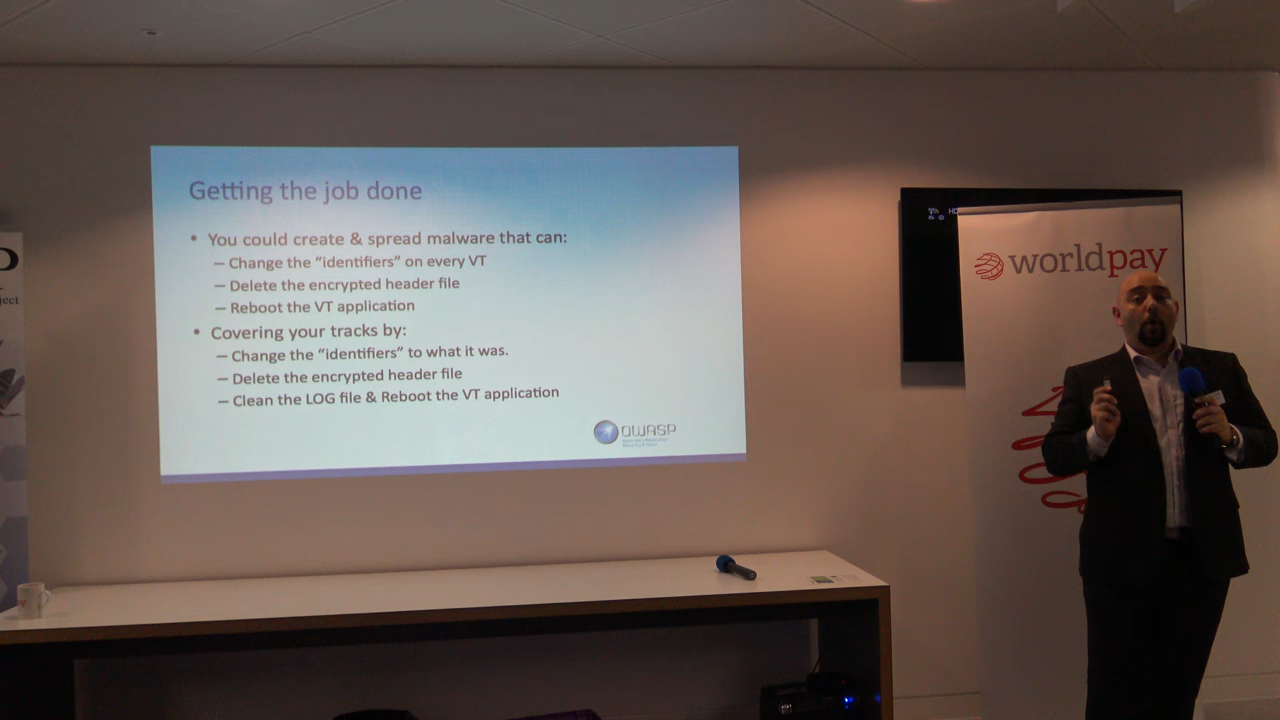 Getting the job done
• You could create & spread malware that can:
– Change the “identifiers” on every VT
– Delete the encrypted header file
– Reboot the VT application
• Covering your tracks by:
– Change the “identifiers” to what it was.
– Delete the encrypted header file
– Clean the LOG file & Reboot the VT application
OWASP
worldpay
ject